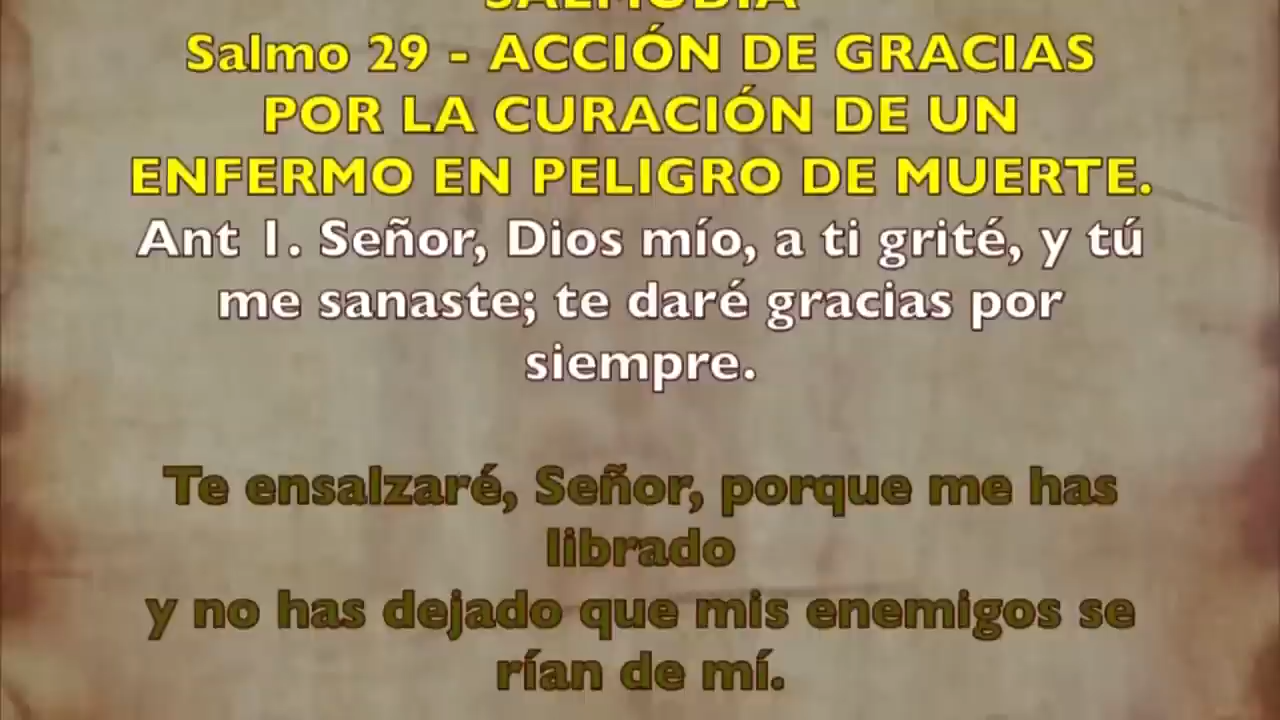 SALMODIA
Salmo 29 - ACCIÓN DE GRACIAS
POR LA CURACIÓN DE UN
ENFERMO EN PELIGRO DE MUERTE.
Ant 1. Señor, Dios mío, a ti grité, y tú
me sanaste; te daré gracias por
siempre.
Te ensalzaré, Señor, porque me has
librado
y no has dejado que mis enemigos se
rían de mí.